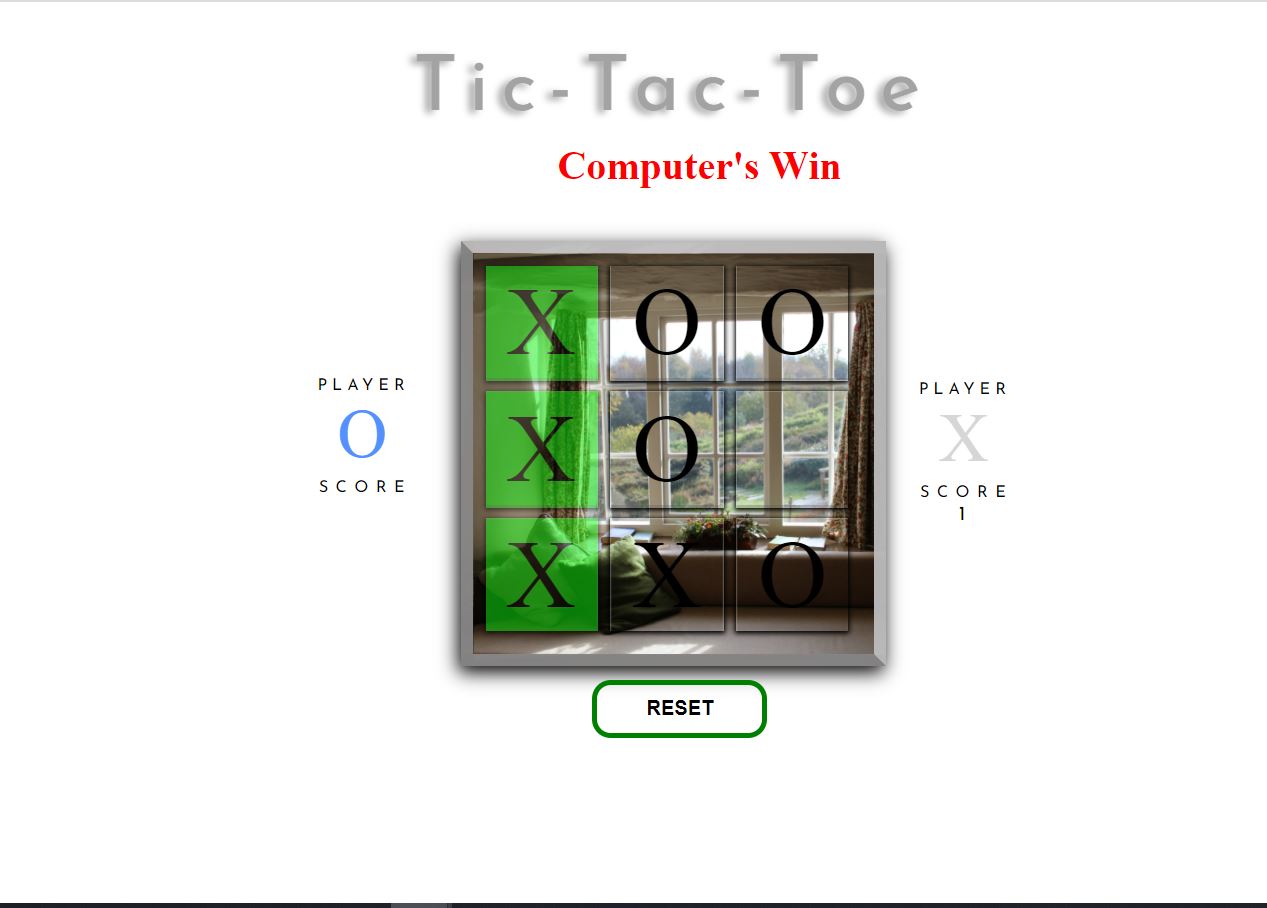 Tic-Tac-Toe
Computer's Win
PLAYER
O
SCORE
X O O
X O
X X O
PLAYER
X
SCORE
1
RESET